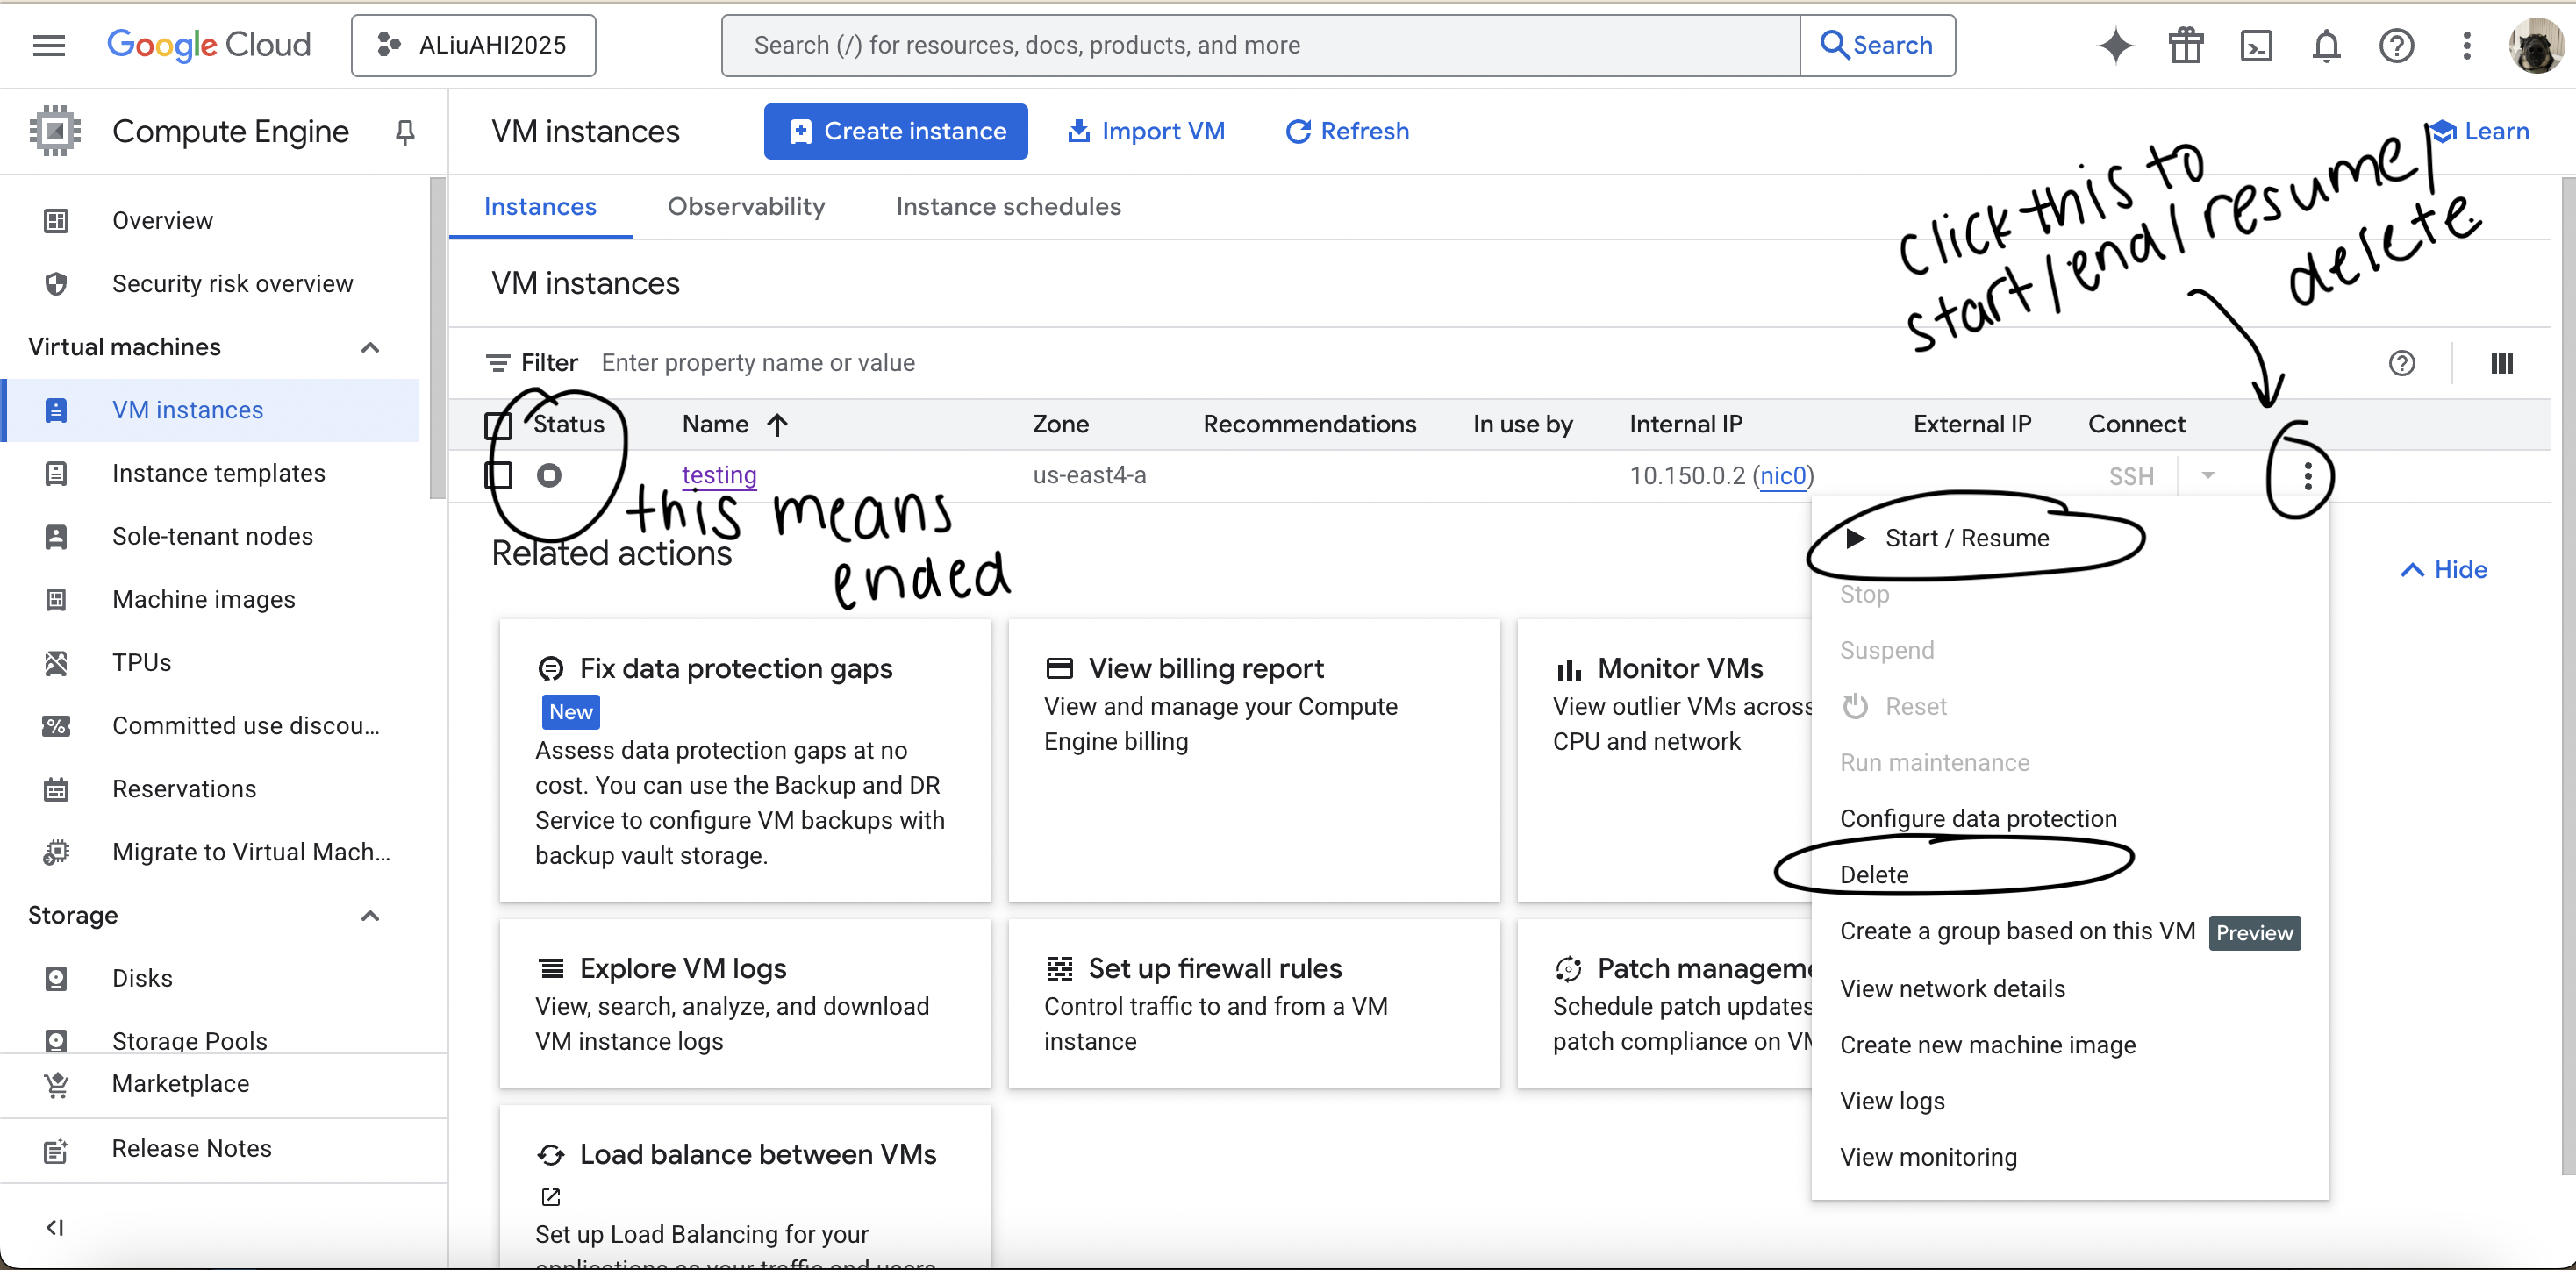 Google Cloud
ALiuAHI2025
Search (/) for resources, docs, products, and more
Search
Compute Engine
VM instances
Create instance
Import VM
Refresh
Learn
Overview
Security risk overview
Virtual machines
VM instances
Instance templates
Sole-tenant nodes
Machine images
TPUs
Committed use discou...
Reservations
Migrate to Virtual Mach...
Storage
Disks
Storage Pools
Marketplace
Release Notes
Instances
Observability
Instance schedules
click this to
start/end/resume/
delete.
VM instances
Filter
Enter property name or value
Status
Name
Zone
Recommendations
In use by
Internal IP
External IP
Connect
testing
us-east4-a
10.150.0.2 (nic0)
SSH
this means
ended
Related actions
Hide
Fix data protection gaps
New
Assess data protection gaps at no
cost. You can use the Backup and DR
Service to configure VM backups with
backup vault storage.
View billing report
View and manage your Compute
Engine billing
Monitor VMs
View outlier VMs across
CPU and network
Explore VM logs
View, search, analyze, and download
VM instance logs
Set up firewall rules
Control traffic to and from a VM
instance
Patch manageme
Schedule patch updates
patch compliance on VM
Load balance between VMs
Set up Load Balancing for your
applications as your traffic and users
Start / Resume
Stop
Suspend
Reset
Run maintenance
Configure data protection
Delete
Create a group based on this VM
Preview
View network details
Create new machine image
View logs
View monitoring